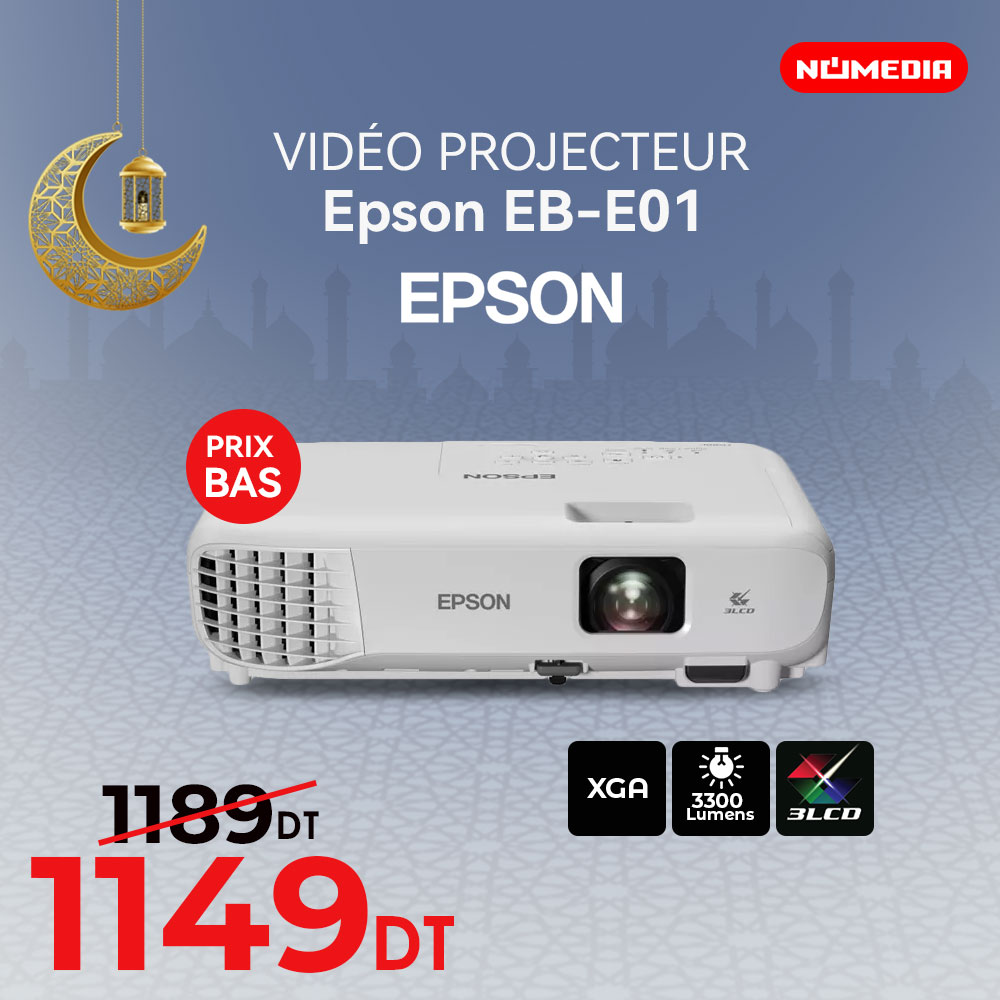 NUMEDIA
VIDÉO PROJECTEUR
Epson EB-E01
EPSON
PRIX
BAS
EPSON
EPSON
3LCD
XGA
3300
Lumens
3LCD
1189DT
1149DT